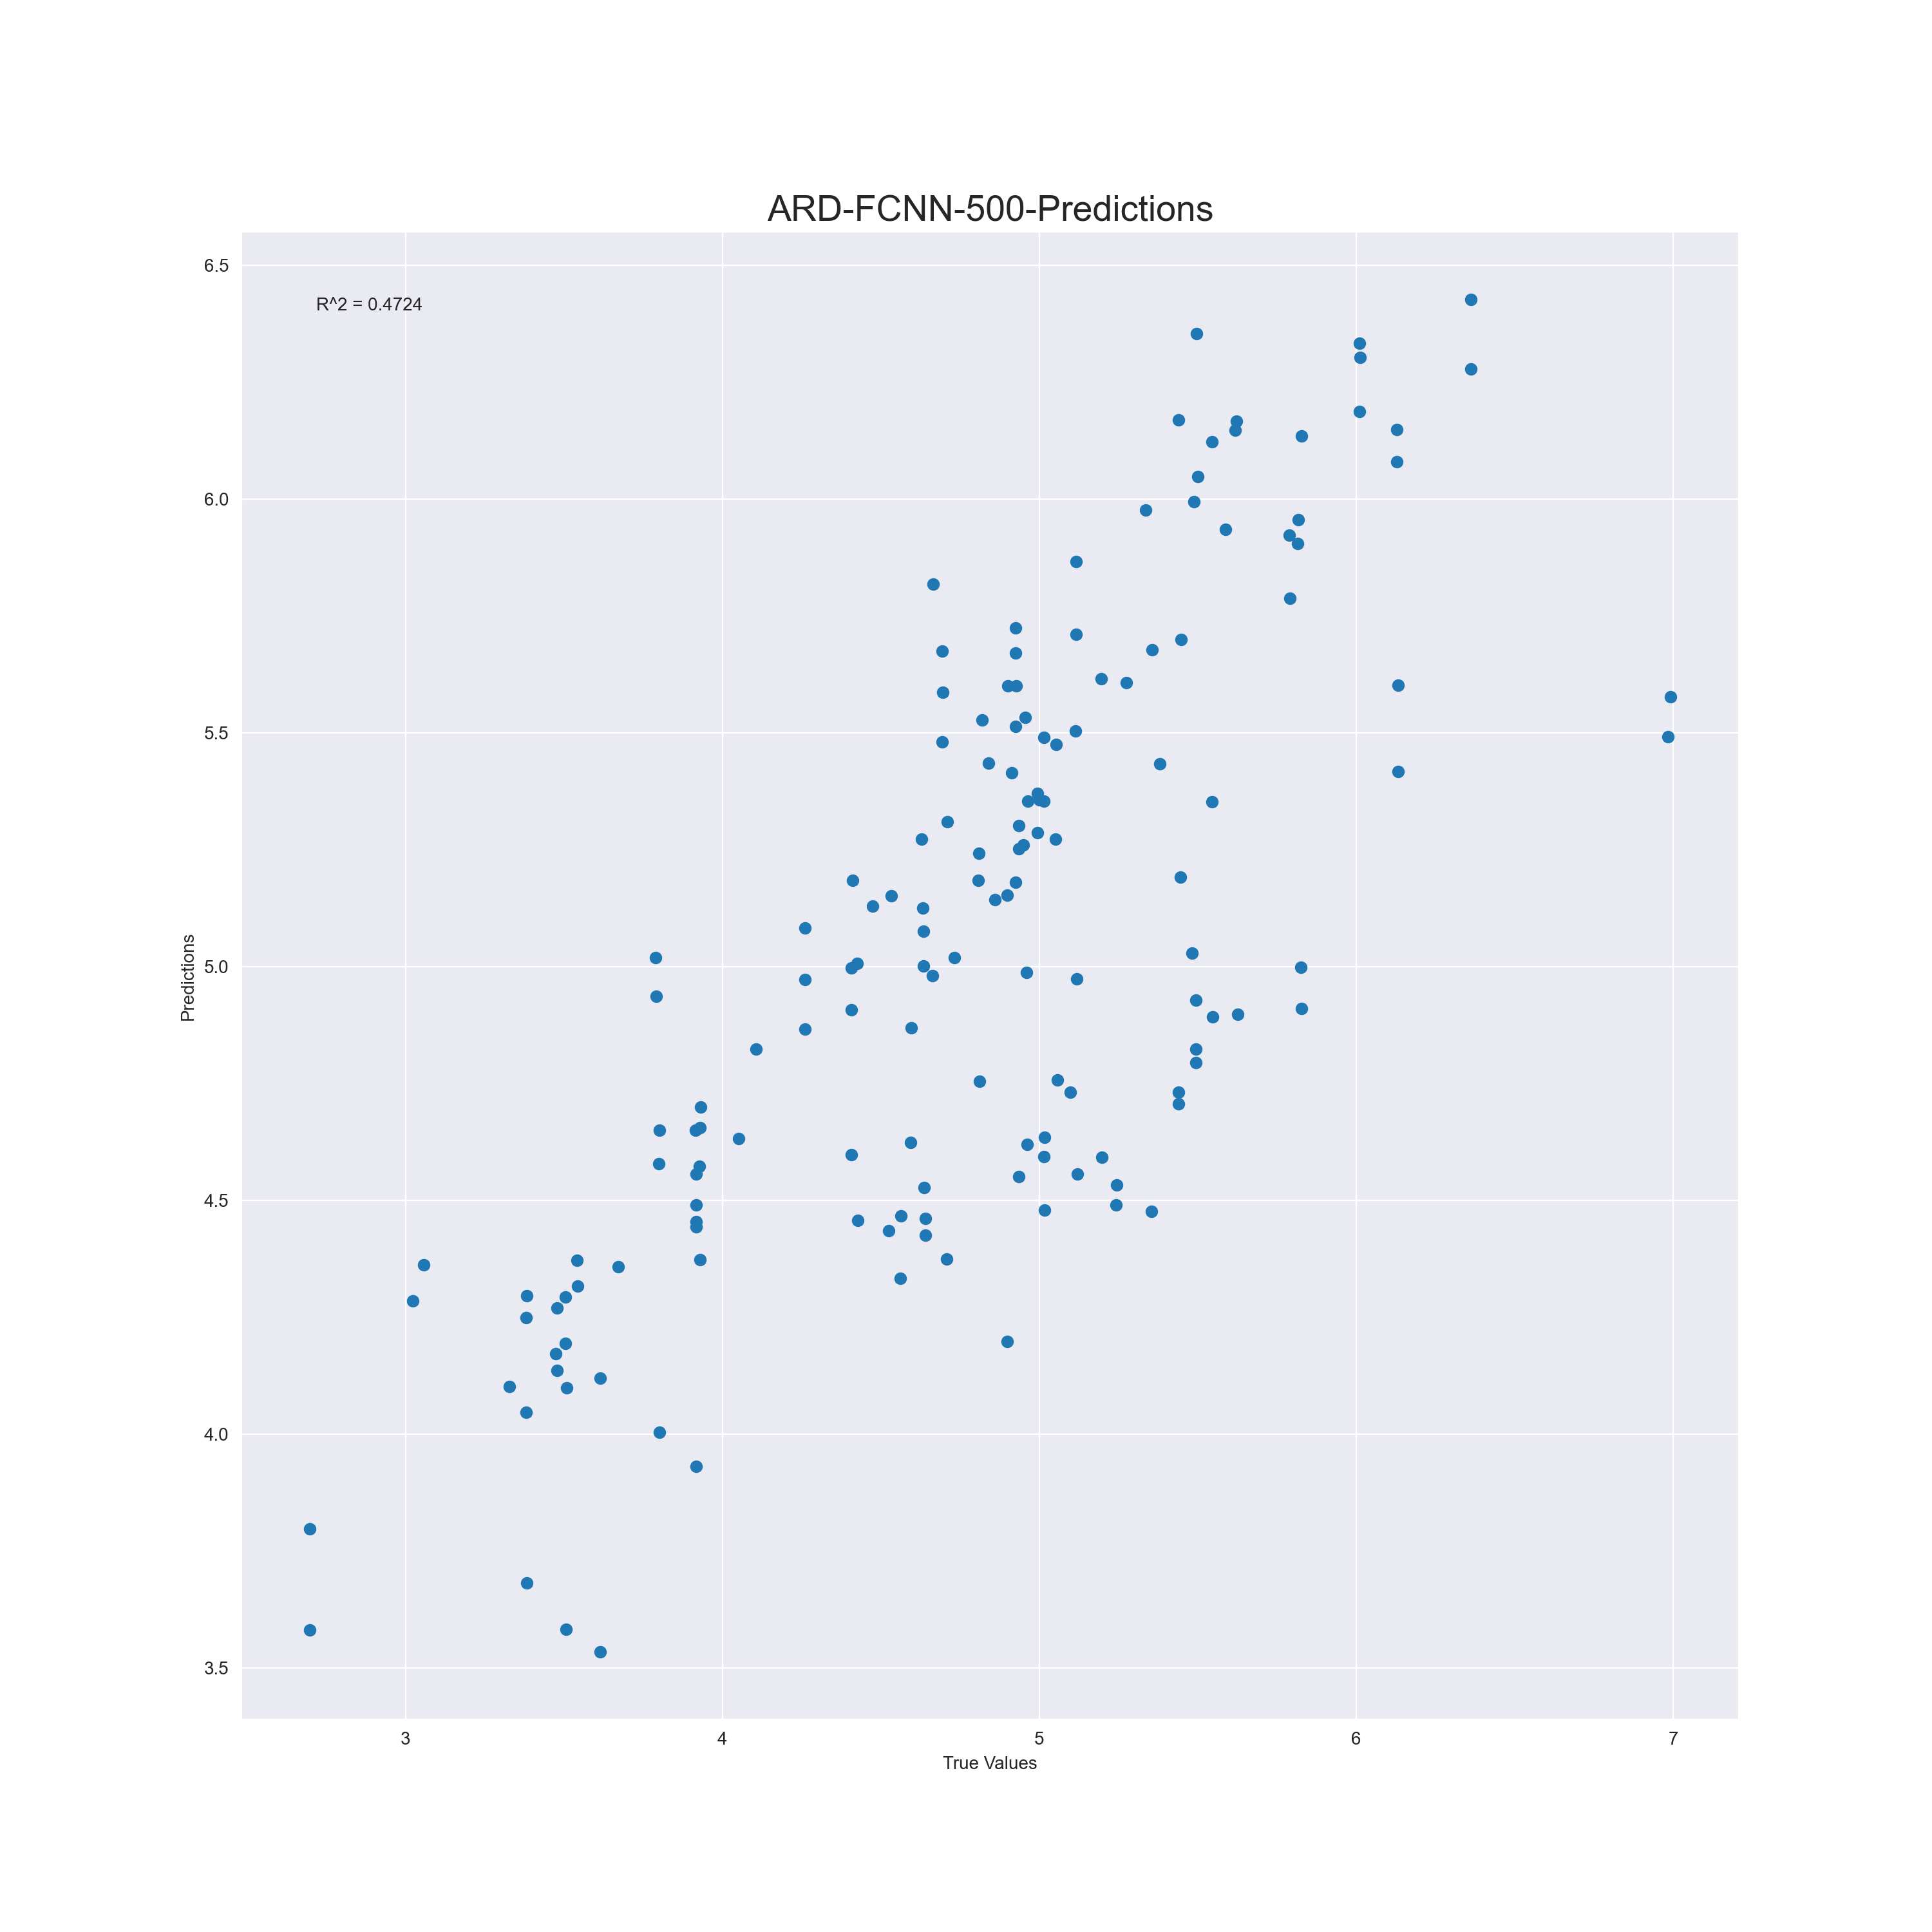 ARD-FCNN-500-Predictions
R^2 = 0.4724
6.5
6.0
5.5
5.0
4.5
4.0
3.5
Predictions
3 4 5 6 7
True Values